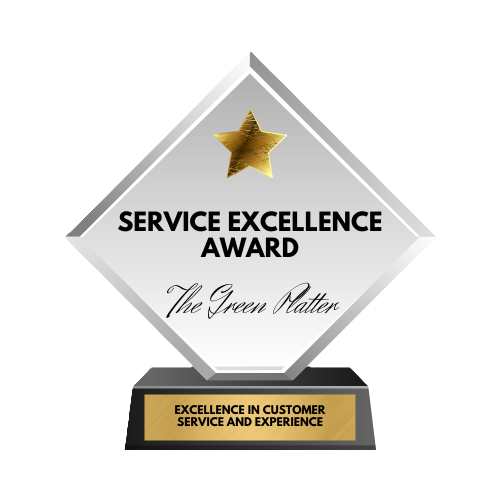 SERVICE EXCELLENCE
AWARD
The Green Platter
EXCELLENCE IN CUSTOMER
SERVICE AND EXPERIENCE